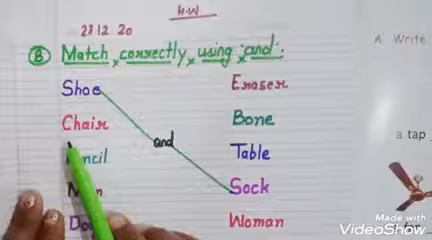 H.W
23 12 20
B Match correctly using 'and'.
Shoe Eraser
Chair Bone
and
Table
Sock
Woman
A Write
a tap
Made with
VideoShow